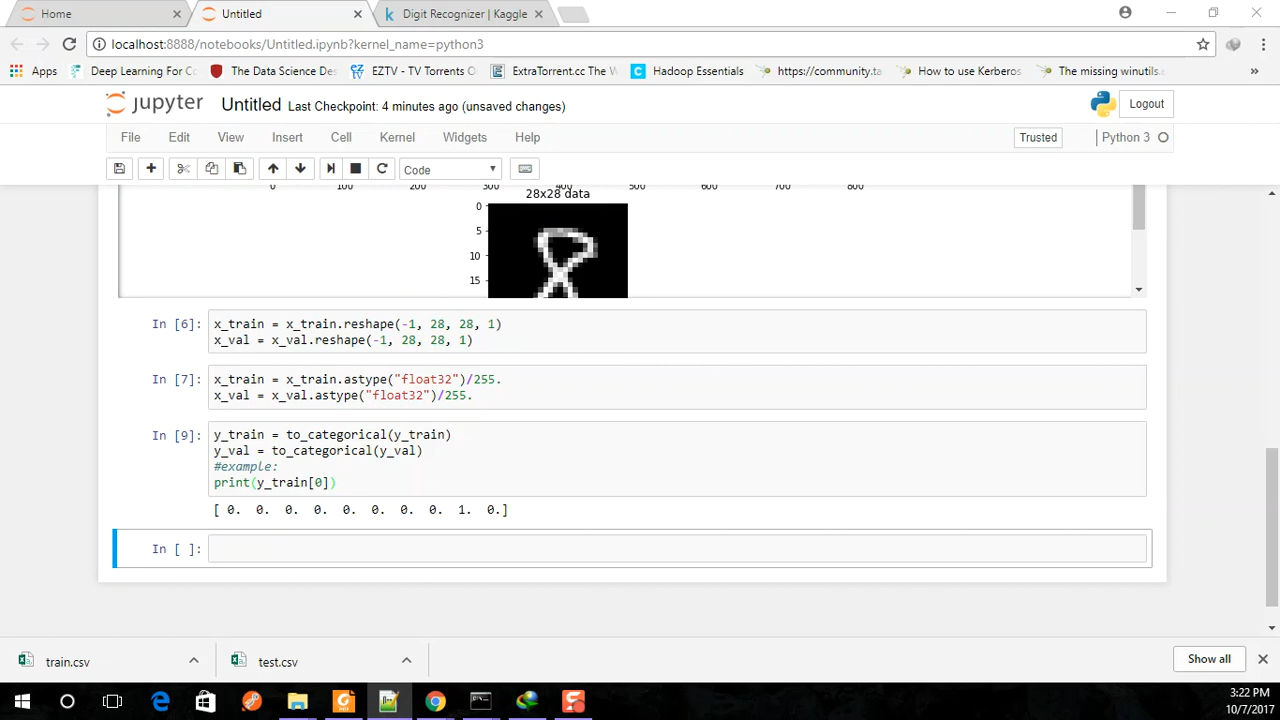 Home
Untitled
Digit Recognizer | Kaggle
localhost:8888/notebooks/Untitled.ipynb?kernel_name=python3
Apps Deep Learning For Co The Data Science Des EZTV - TV Torrents O ExtraTorrent.cc The W Hadoop Essentials https://community.ta How to use Kerberos The missing winutils.
jupyter Untitled Last Checkpoint: 4 minutes ago (unsaved changes) Logout
File Edit View Insert Cell Kernel Widgets Help Trusted Python 3
Code
0 100 200 300 400 500 600 700 800
28x28 data
0
5
10
15
In [6]: x_train = x_train.reshape(-1, 28, 28, 1)
x_val = x_val.reshape(-1, 28, 28, 1)
In [7]: x_train = x_train.astype("float32")/255.
x_val = x_val.astype("float32")/255.
In [9]: y_train = to_categorical(y_train)
y_val = to_categorical(y_val)
#example:
print(y_train[0])
[ 0. 0. 0. 0. 0. 0. 0. 0. 1. 0.]
In [ ]:
train.csv test.csv Show all
3:22 PM
10/7/2017